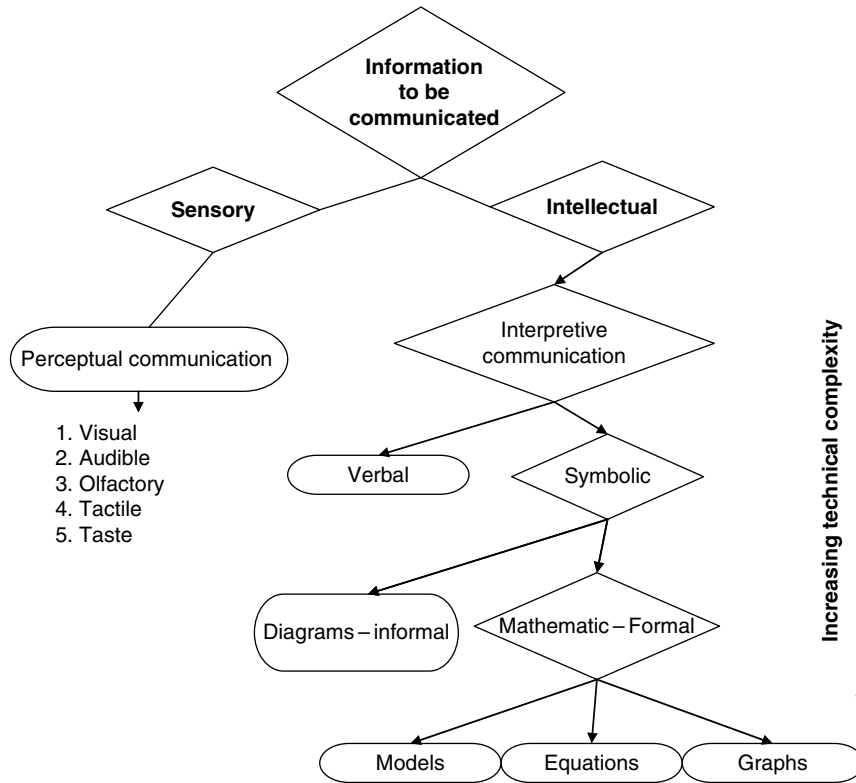 Information
to be
communicated
Sensory
Intellectual
Perceptual communication
Interpretive
communication
1. Visual
2. Audible
3. Olfactory
4. Tactile
5. Taste
Verbal
Symbolic
Diagrams – informal
Mathematic – Formal
Models
Equations
Graphs
Increasing technical complexity